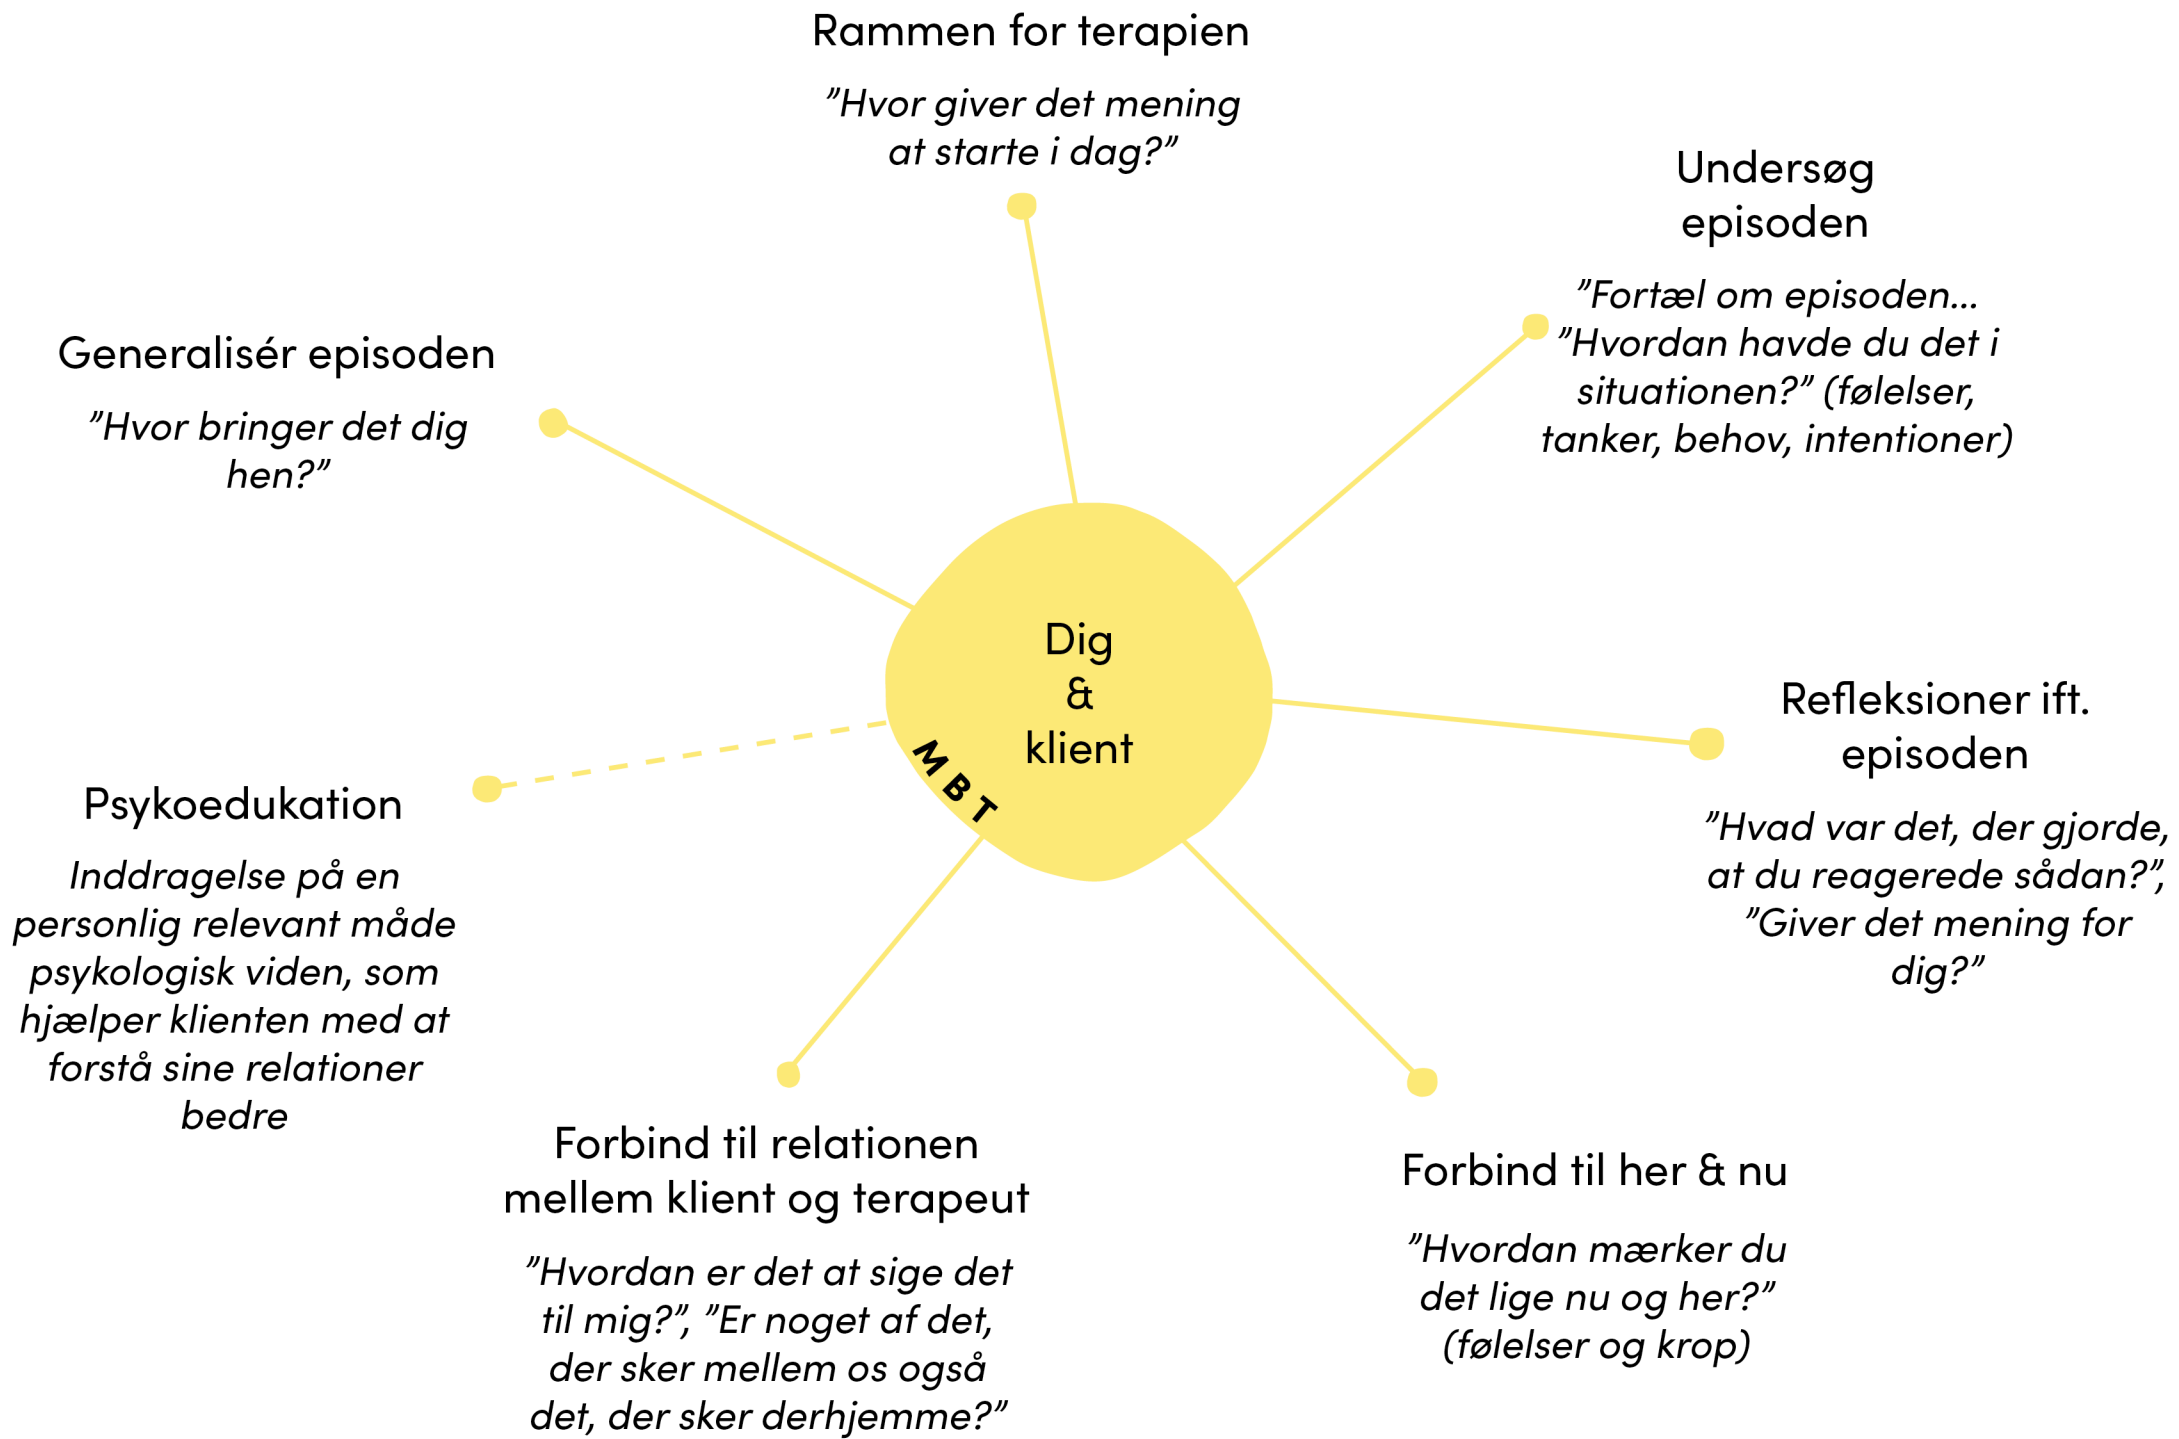 Rammen for terapien
”Hvor giver det mening
at starte i dag?”
Undersøg
episoden
”Fortæl om episoden...
”Hvordan havde du det i
situationen?” (følelser,
tanker, behov, intentioner)
Refleksioner ift.
episoden
”Hvad var det, der gjorde,
at du reagerede sådan?”,
”Giver det mening for
dig?”
Forbind til her & nu
”Hvordan mærker du
det lige nu og her?”
(følelser og krop)
Forbind til relationen
mellem klient og terapeut
”Hvordan er det at sige det
til mig?”, ”Er noget af det,
der sker mellem os også
det, der sker derhjemme?”
Psykoedukation
Inddragelse på en
personlig relevant måde
psykologisk viden, som
hjælper klienten med at
forstå sine relationer
bedre
Generalisér episoden
”Hvor bringer det dig
hen?”
Dig
&
klient
MBT